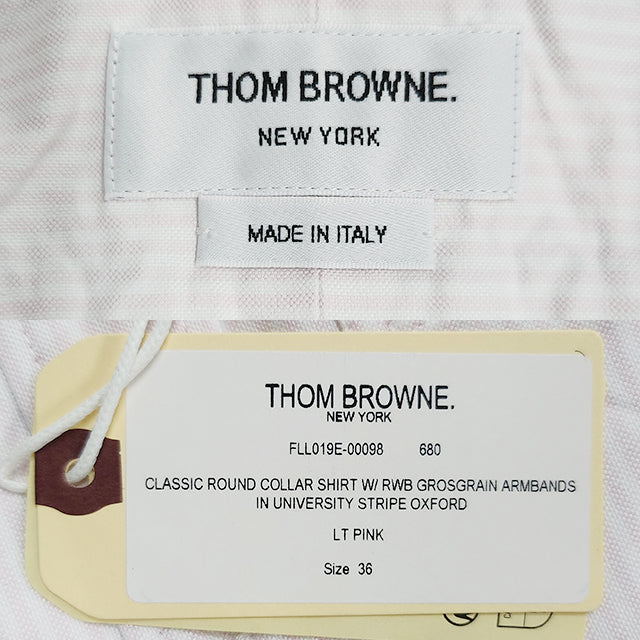 THOM BROWNE.
NEW YORK
MADE IN ITALY
THOM BROWNE.
NEW YORK
FLL019E-00098 680
CLASSIC ROUND COLLAR SHIRT W/ RWB GROSGRAIN ARMBANDS
IN UNIVERSITY STRIPE OXFORD
LT PINK
Size 36